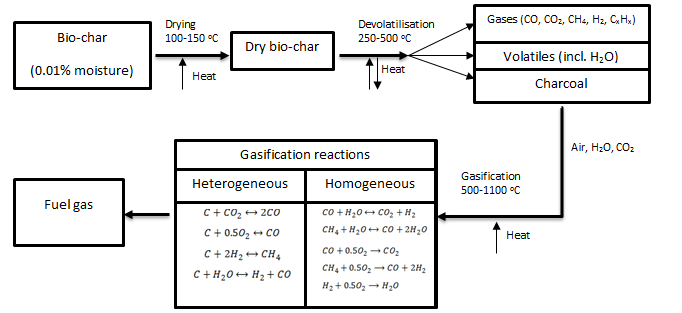 Bio-char
(0.01% moisture)
Drying
100-150 ºC
Heat
Dry bio-char
Devolatilisation
250-500 ºC
Heat
Gases (CO, CO₂, CH₄, H₂, CₓHₓ)
Volatiles (incl. H₂O)
Charcoal
Air, H₂O, CO₂
Gasification
500-1100 ºC
Heat
Gasification reactions
Heterogeneous
C + CO₂ ↔ 2CO
C + 0.5O₂ ↔ CO
C + 2H₂ ↔ CH₄
C + H₂O ↔ H₂ + CO
Homogeneous
CO + H₂O ↔ CO₂ + H₂
CH₄ + H₂O ↔ CO + 2H₂O
CO + 0.5O₂ → CO₂
CH₄ + 0.5O₂ → CO + 2H₂
H₂ + 0.5O₂ → H₂O
Fuel gas